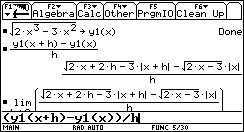 F1 F2 F3 F4 F5 F6
Algebra Calc Other PrgmIO Clean Up
▪ √(2·x³ - 3·x²) → y1(x) Done
▪ (y1(x + h) - y1(x))/h
(√(2·x + 2·h - 3)·|x + h| - √(2·x - 3)·|x|)/h
▪ lim h→0 (√(2·x + 2·h - 3)·|x + h| - √(2·x - 3)·|x|)/h
(y1(x+h)-y1(x))/h
MAIN RAD AUTO FUNC 5/30